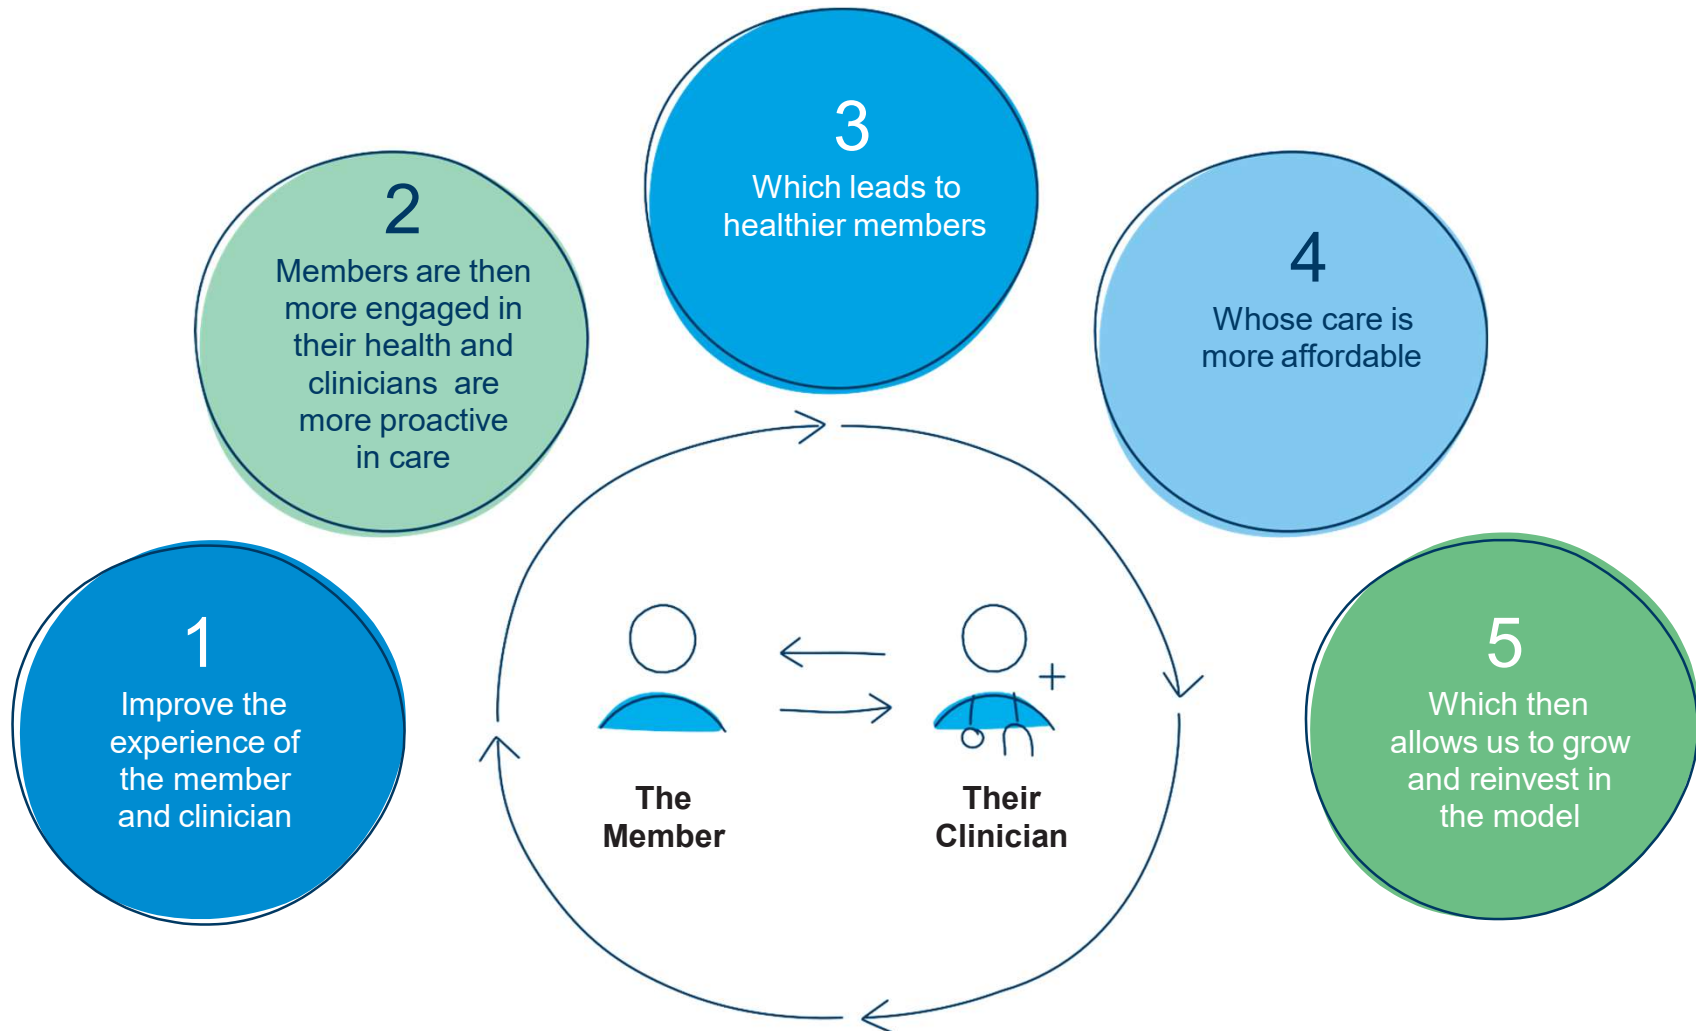 1
Improve the
experience of
the member
and clinician
2
Members are then
more engaged in
their health and
clinicians  are
more proactive
in care
3
Which leads to
healthier members
4
Whose care is
more affordable
5
Which then
allows us to grow
and reinvest in
the model
The
Member
Their
Clinician